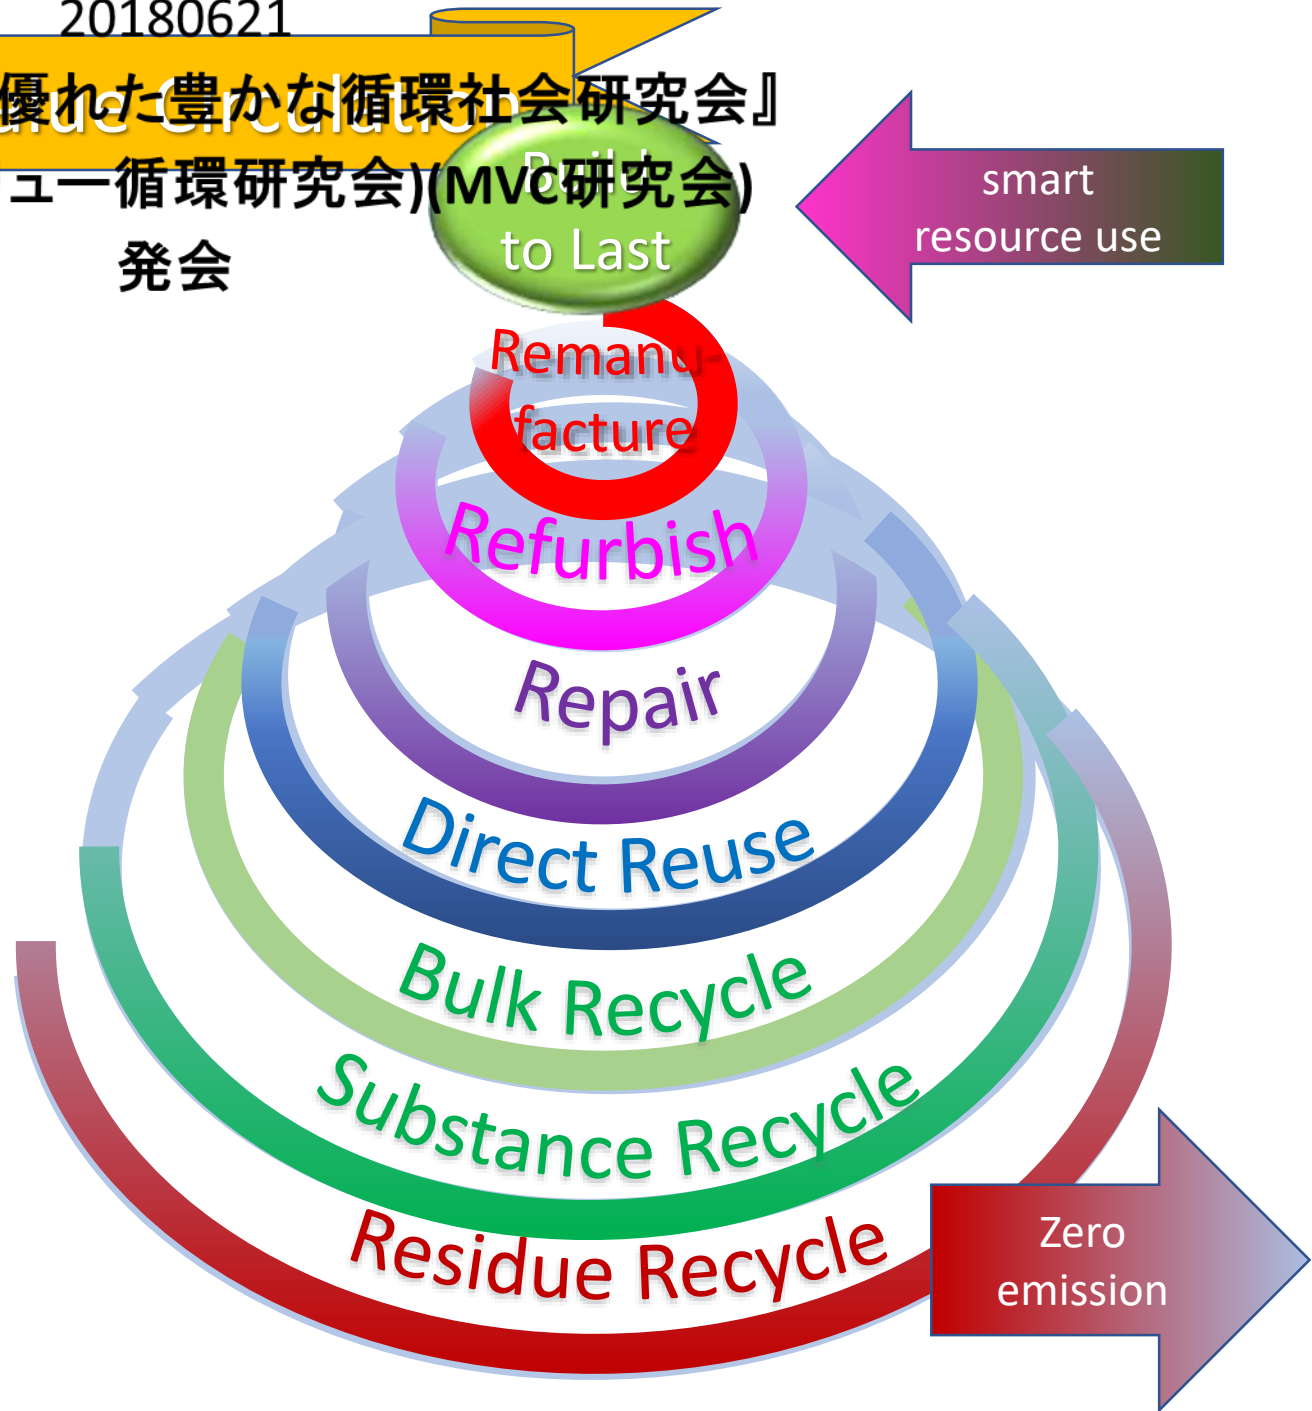 20180621
優れた豊かな循環社会研究会』
Circulation
ュー循環研究会)(MVC研究会)
発会
Build
to Last
smart
resource use
Remanu-
facture
Refurbish
Repair
Direct Reuse
Bulk Recycle
Substance Recycle
Residue Recycle
Zero
emission